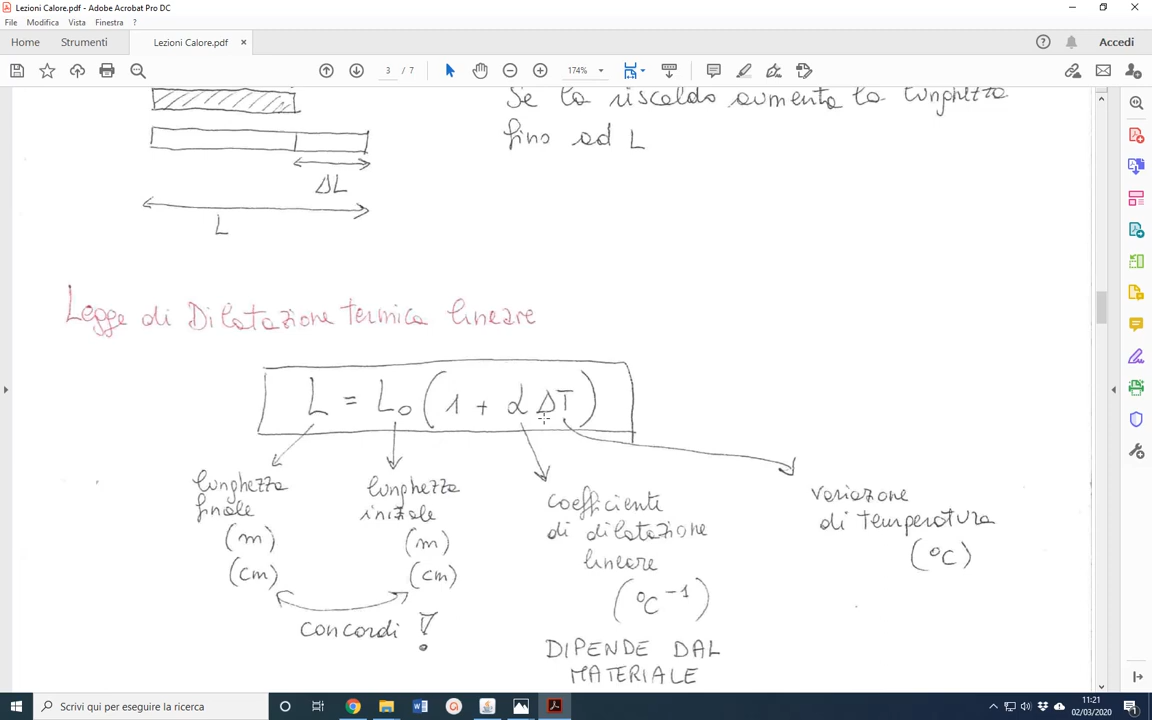 Lezioni Calore.pdf - Adobe Acrobat Pro DC
File Modifica Vista Finestra ?
Home Strumenti Lezioni Calore.pdf × Accedi
3 / 7 174%
Se la riscaldo aumenta la lunghezza
fino ad L
ΔL
L
Legge di Dilatazione termica lineare
L = L₀ (1 + α ΔT)
lunghezza
finale
(m)
(cm)
lunghezza
iniziale
(m)
(cm)
concordi !
coefficiente
di dilatazione
lineare
(°C⁻¹)
DIPENDE DAL
MATERIALE
variazione
di temperatura
(°C)
Scrivi qui per eseguire la ricerca
11:21
02/03/2020